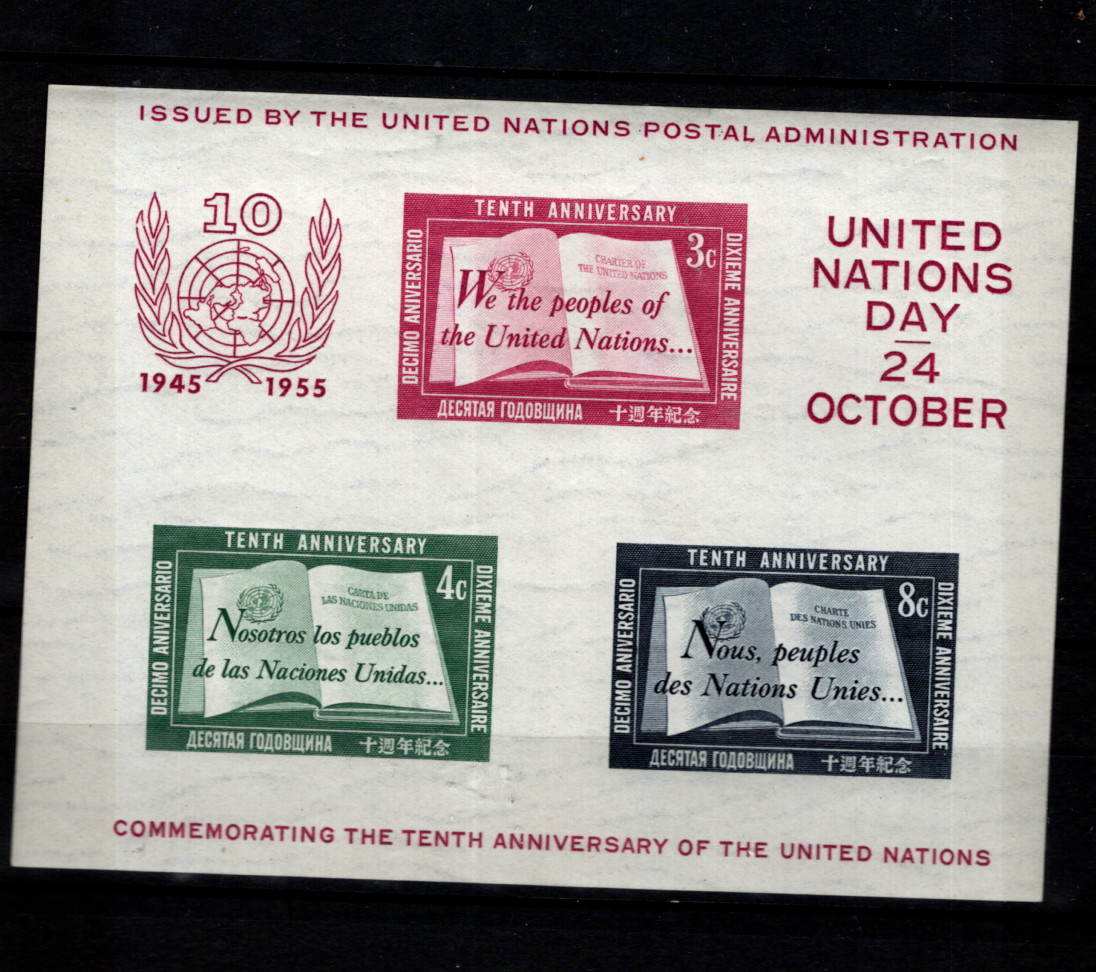 ISSUED BY THE UNITED NATIONS POSTAL ADMINISTRATION
10
1945 1955
TENTH ANNIVERSARY
DECIMO ANIVERSARIO
3c
CHARTER OF
THE UNITED NATIONS
We the peoples of
the United Nations...
DIXIEME ANNIVERSAIRE
ДЕСЯТАЯ ГОДОВЩИНА 十週年紀念
UNITED
NATIONS
DAY
24
OCTOBER
TENTH ANNIVERSARY
DECIMO ANIVERSARIO
4c
CARTA DE
LAS NACIONES UNIDAS
Nosotros los pueblos
de las Naciones Unidas...
DIXIEME ANNIVERSAIRE
ДЕСЯТАЯ ГОДОВЩИНА 十週年紀念
TENTH ANNIVERSARY
DECIMO ANIVERSARIO
8c
CHARTE
DES NATIONS UNIES
Nous, peuples
des Nations Unies...
DIXIEME ANNIVERSAIRE
ДЕСЯТАЯ ГОДОВЩИНА 十週年紀念
COMMEMORATING THE TENTH ANNIVERSARY OF THE UNITED NATIONS